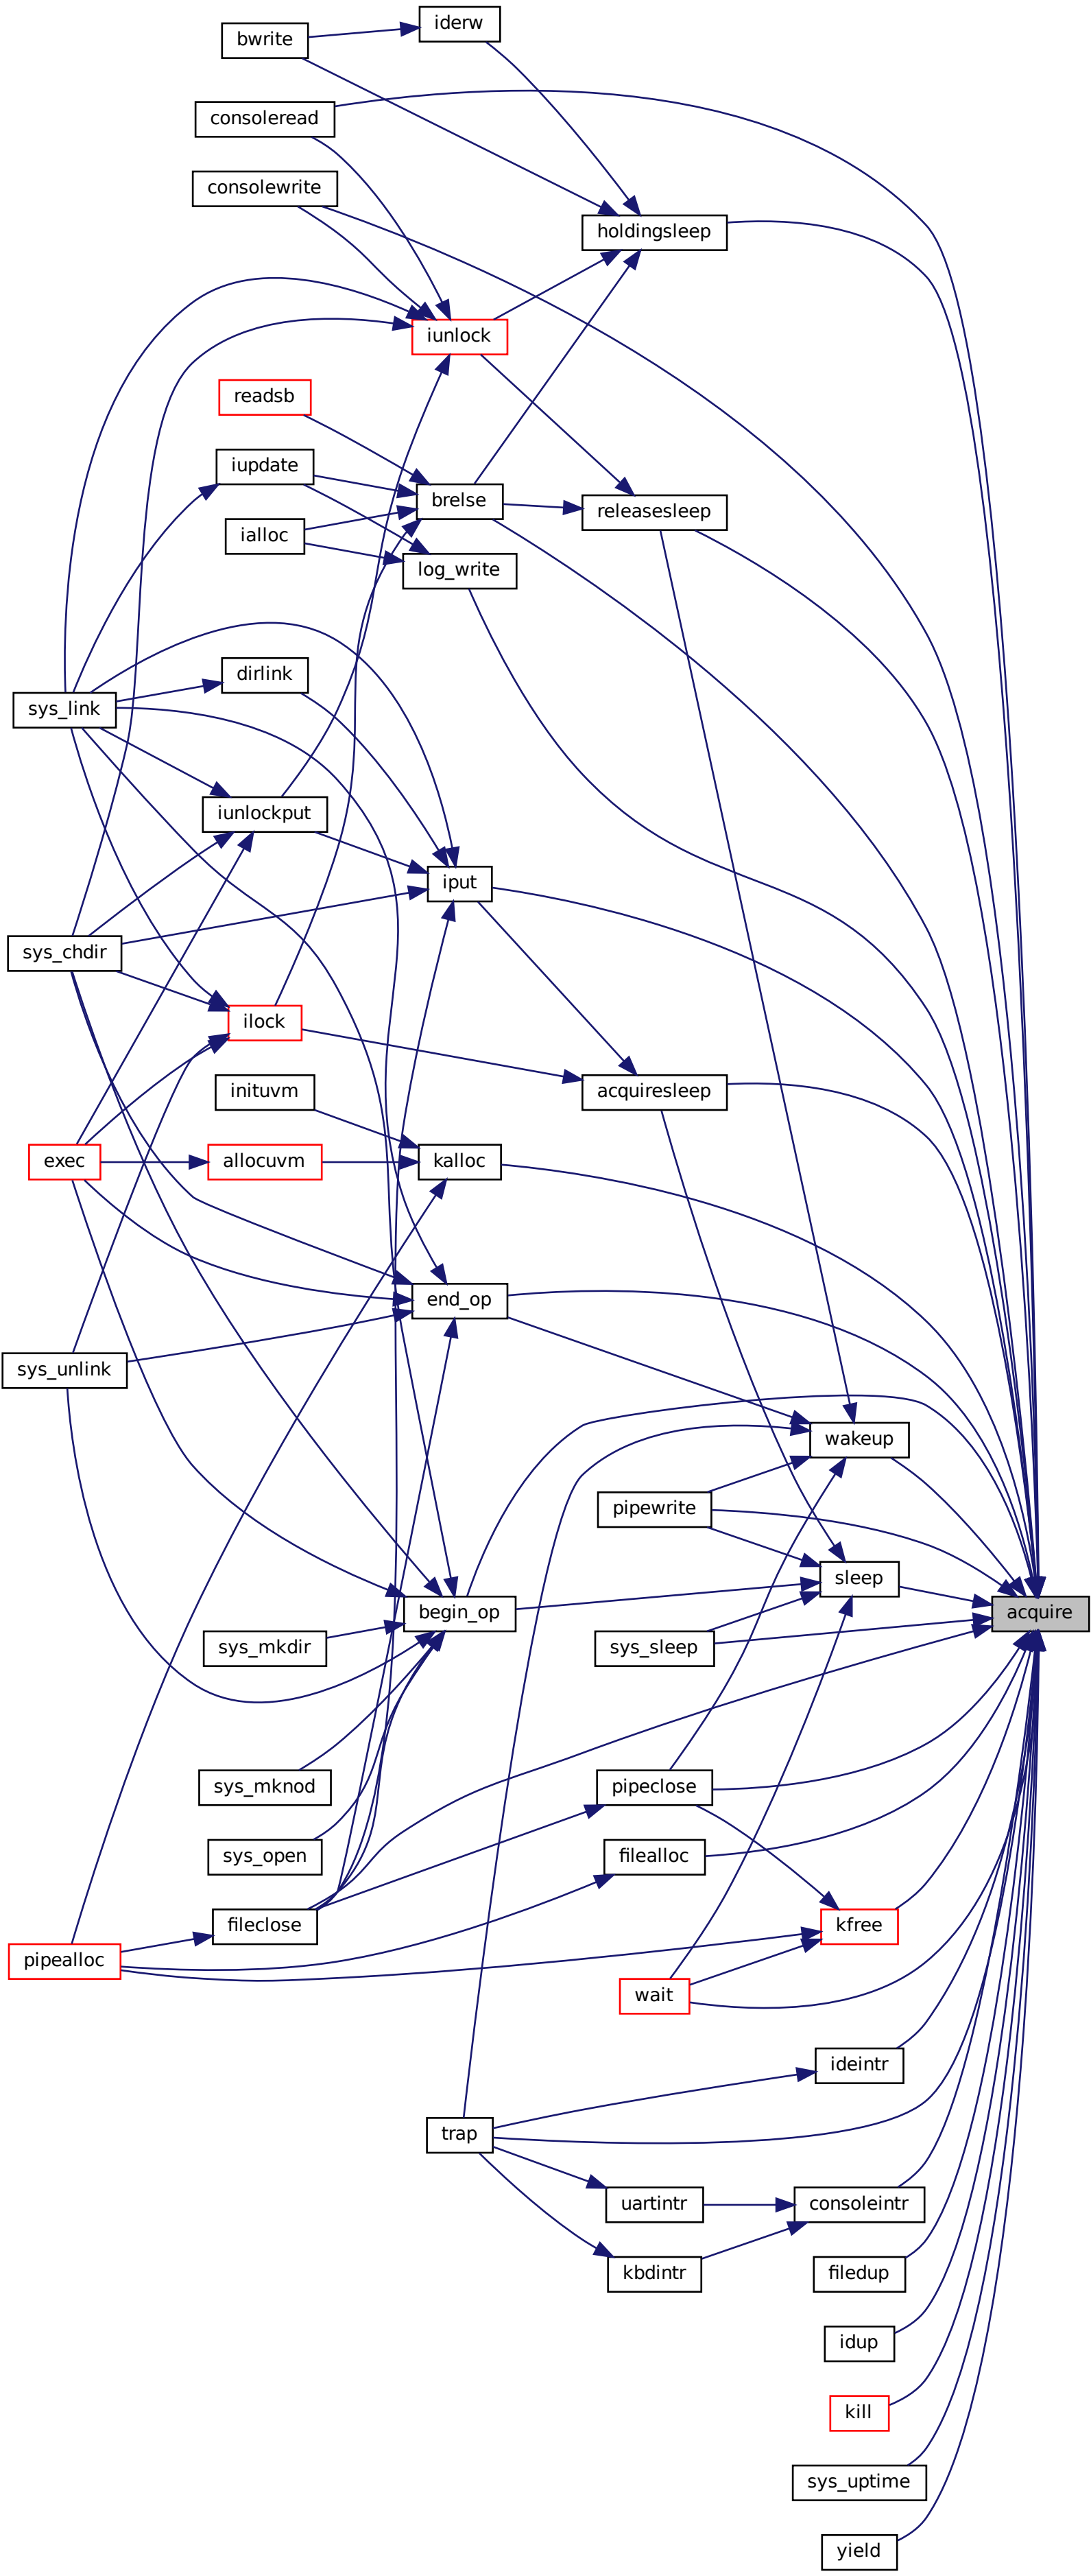 iderw
bwrite
consoleread
consolewrite
holdingsleep
iunlock
readsb
iupdate
brelse
releasesleep
ialloc
log_write
dirlink
sys_link
iunlockput
iput
sys_chdir
ilock
inituvm
acquiresleep
exec
allocuvm
kalloc
end_op
sys_unlink
wakeup
pipewrite
sleep
begin_op
acquire
sys_mkdir
sys_sleep
sys_mknod
pipeclose
sys_open
filealloc
fileclose
kfree
pipealloc
wait
ideintr
trap
uartintr
consoleintr
kbdintr
filedup
idup
kill
sys_uptime
yield